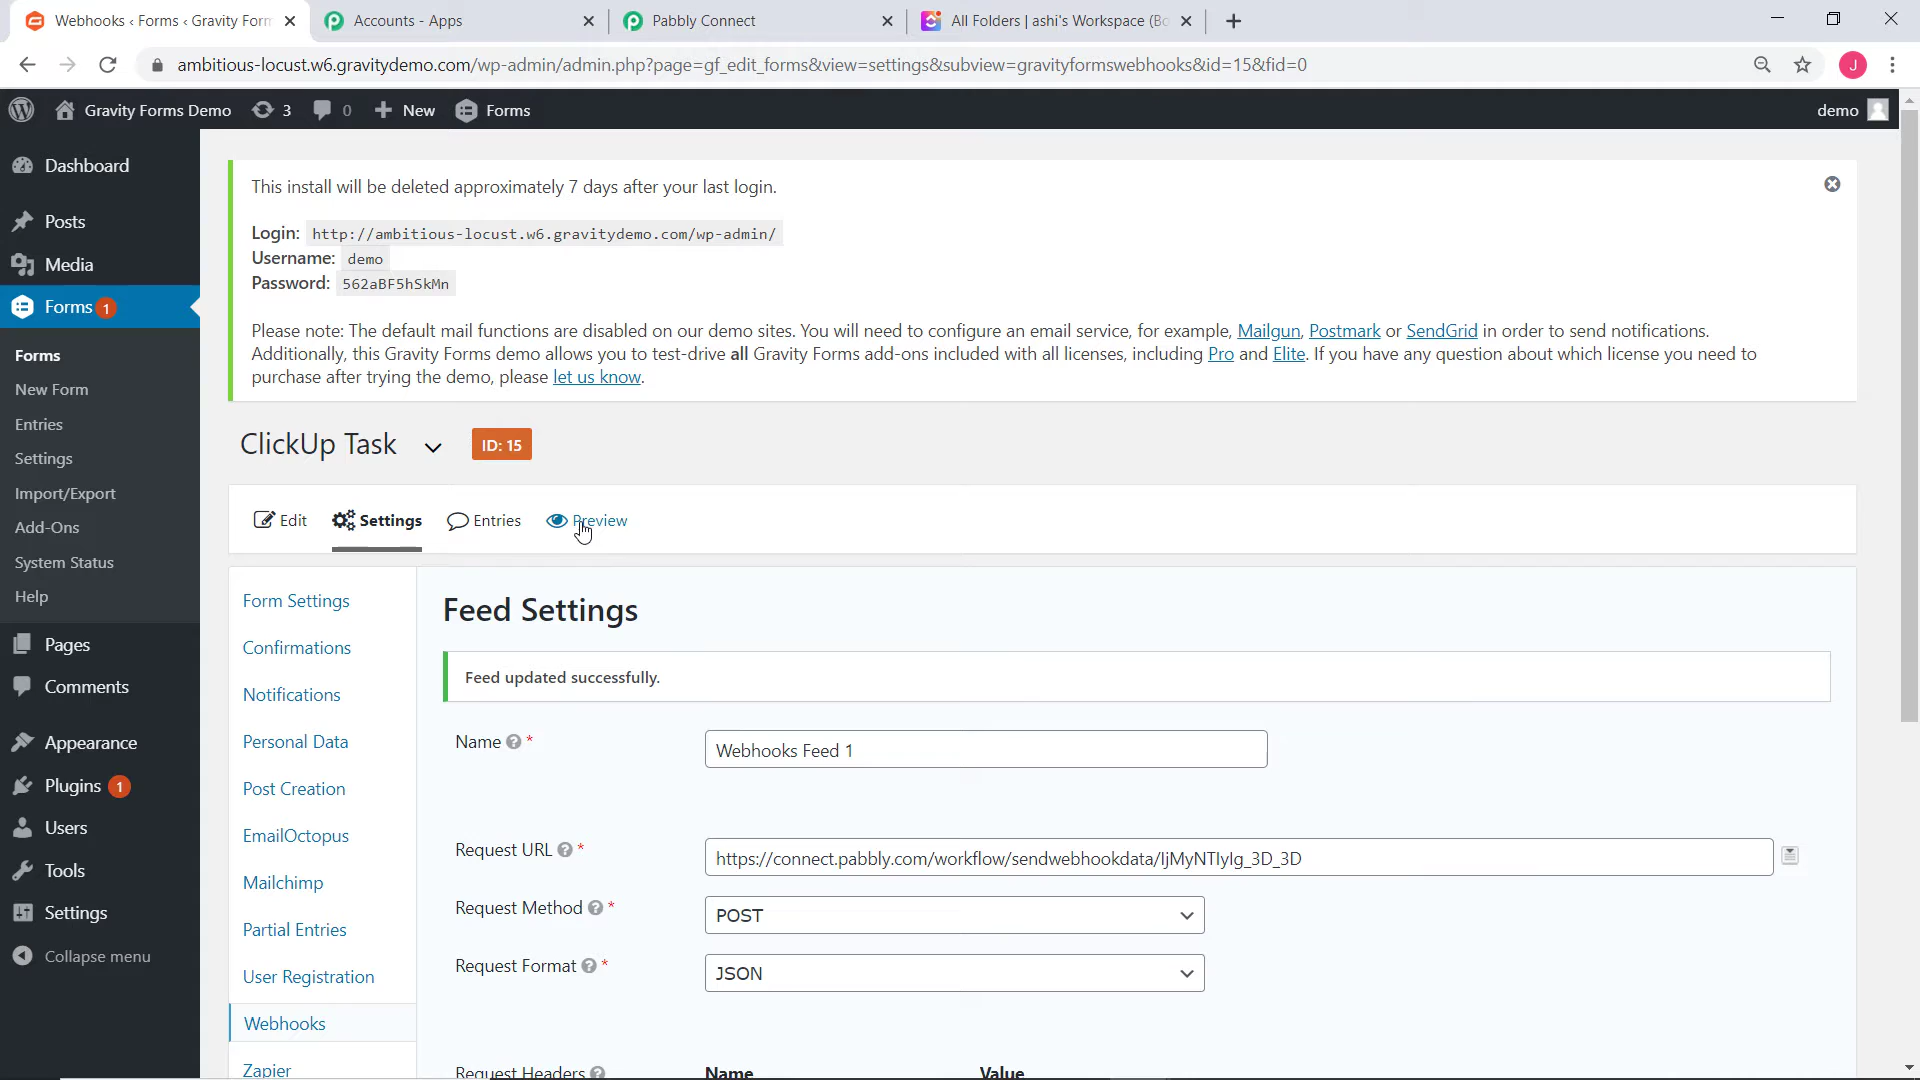 Webhooks ‹ Forms ‹ Gravity Form
Accounts - Apps
Pabbly Connect
All Folders | ashi's Workspace (Bo
ambitious-locust.w6.gravitydemo.com/wp-admin/admin.php?page=gf_edit_forms&view=settings&subview=gravityformswebhooks&id=15&fid=0
J
Gravity Forms Demo
3
0
New
Forms
demo
Dashboard
Posts
Media
Forms 1
Forms
New Form
Entries
Settings
Import/Export
Add-Ons
System Status
Help
Pages
Comments
Appearance
Plugins 1
Users
Tools
Settings
Collapse menu
This install will be deleted approximately 7 days after your last login.
Login: http://ambitious-locust.w6.gravitydemo.com/wp-admin/
Username: demo
Password: 562aBF5hSkMn
Please note: The default mail functions are disabled on our demo sites. You will need to configure an email service, for example, Mailgun, Postmark or SendGrid in order to send notifications.
Additionally, this Gravity Forms demo allows you to test-drive all Gravity Forms add-ons included with all licenses, including Pro and Elite. If you have any question about which license you need to
purchase after trying the demo, please let us know.
ClickUp Task
ID: 15
Edit
Settings
Entries
Preview
Form Settings
Confirmations
Notifications
Personal Data
Post Creation
EmailOctopus
Mailchimp
Partial Entries
User Registration
Webhooks
Zapier
Feed Settings
Feed updated successfully.
Name ? *
Webhooks Feed 1
Request URL ? *
https://connect.pabbly.com/workflow/sendwebhookdata/IjMyNTIyIg_3D_3D
Request Method ? *
POST
Request Format ? *
JSON
Request Headers ?
Name
Value